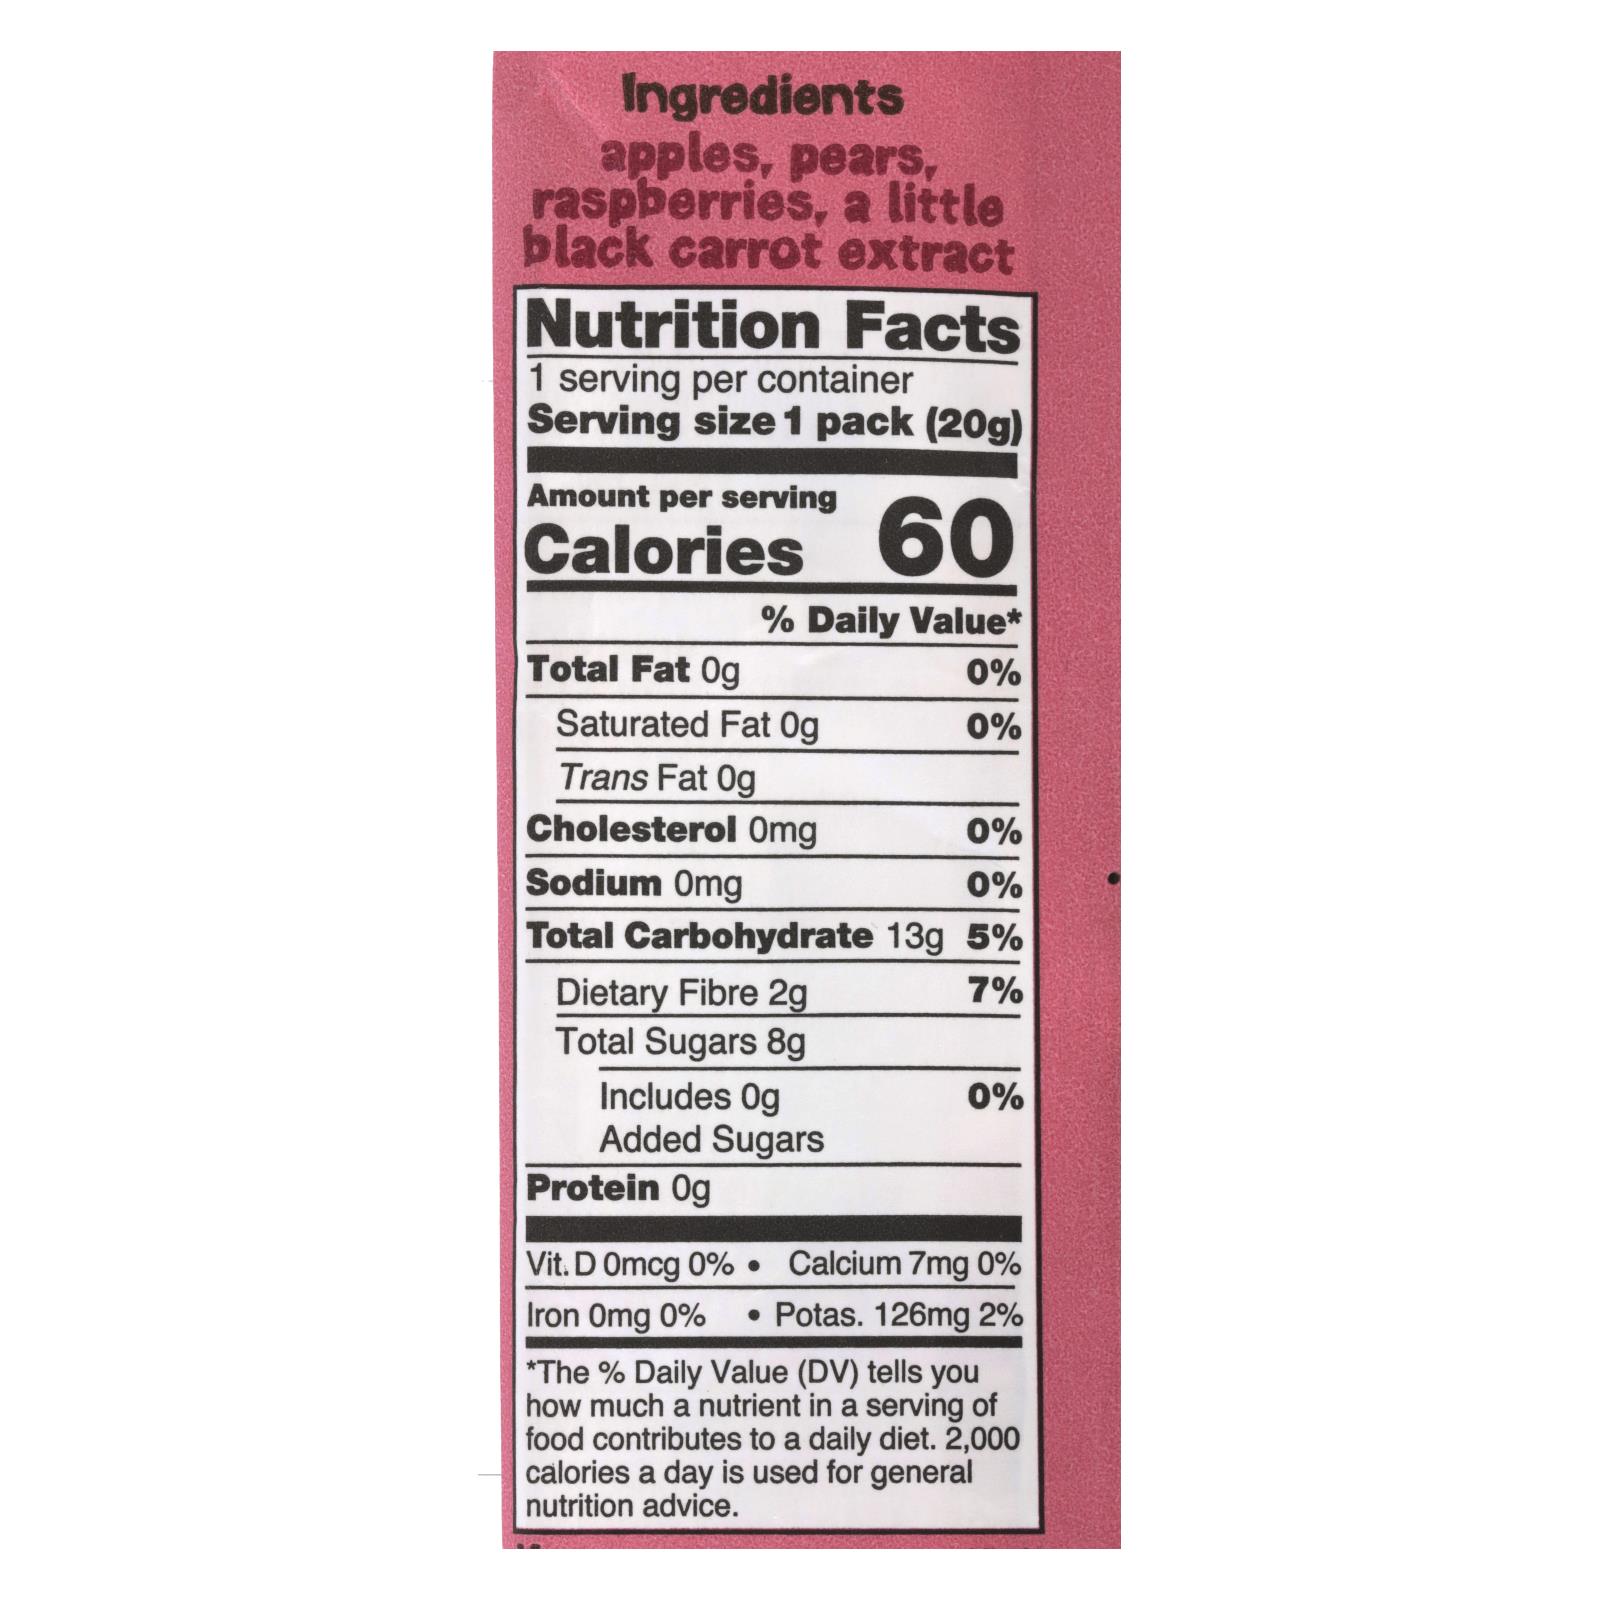 Ingredients
apples, pears,
raspberries, a little
black carrot extract
Nutrition Facts
1 serving per container
Serving size 1 pack (20g)
Amount per serving
Calories 60
% Daily Value*
Total Fat 0g 0%
Saturated Fat 0g 0%
Trans Fat 0g
Cholesterol 0mg 0%
Sodium 0mg 0%
Total Carbohydrate 13g 5%
Dietary Fibre 2g 7%
Total Sugars 8g
Includes 0g 0%
Added Sugars
Protein 0g
Vit. D 0mcg 0% • Calcium 7mg 0%
Iron 0mg 0% • Potas. 126mg 2%
*The % Daily Value (DV) tells you
how much a nutrient in a serving of
food contributes to a daily diet. 2,000
calories a day is used for general
nutrition advice.